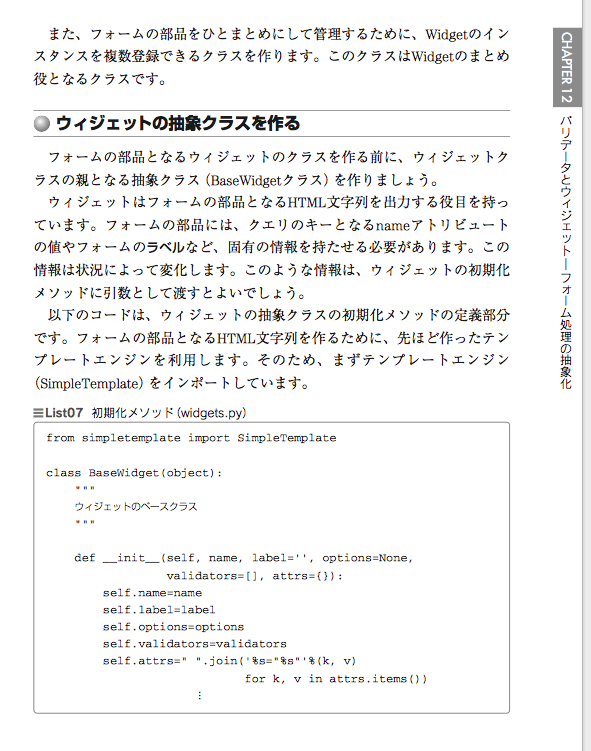 また、フォームの部品をひとまとめにして管理するために、Widgetのイン
スタンスを複数登録できるクラスを作ります。このクラスはWidgetのまとめ
役となるクラスです。
ウィジェットの抽象クラスを作る
フォームの部品となるウィジェットのクラスを作る前に、ウィジェットク
ラスの親となる抽象クラス（BaseWidgetクラス）を作りましょう。
ウィジェットはフォームの部品となるHTML文字列を出力する役目を持っ
ています。フォームの部品には、クエリのキーとなるnameアトリビュート
の値やフォームのラベルなど、固有の情報を持たせる必要があります。この
情報は状況によって変化します。このような情報は、ウィジェットの初期化
メソッドに引数として渡すとよいでしょう。
以下のコードは、ウィジェットの抽象クラスの初期化メソッドの定義部分
です。フォームの部品となるHTML文字列を作るために、先ほど作ったテン
プレートエンジンを利用します。そのため、まずテンプレートエンジン
（SimpleTemplate）をインポートしています。
List07 初期化メソッド（widgets.py）
from simpletemplate import SimpleTemplate
class BaseWidget(object):
"""
ウィジェットのベースクラス
"""
def __init__(self, name, label='', options=None,
validators=[], attrs={}):
self.name=name
self.label=label
self.options=options
self.validators=validators
self.attrs=" ".join('%s="%s"'%(k, v)
for k, v in attrs.items())
⋮
CHAPTER 12 バリデータとウィジェット―フォーム処理の抽象化